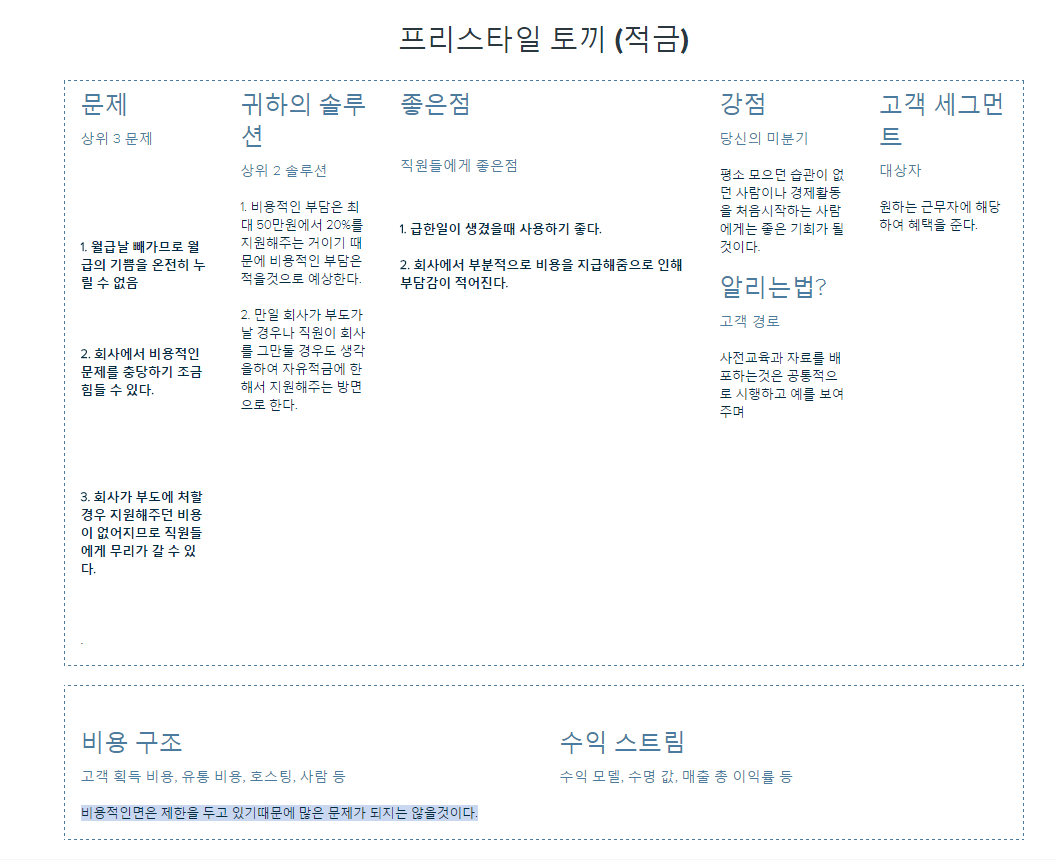 프리스타일 토끼 (적금)
문제
상위 3 문제
1. 월급날 빼가므로 월
급의 기쁨을 온전히 누
릴 수 없음
2. 회사에서 비용적인
문제를 충당하기 조금
힘들 수 있다.
3. 회사가 부도에 처할
경우 지원해주던 비용
이 없어지므로 직원들
에게 무리가 갈 수 있
다.
.
귀하의 솔루
션
상위 2 솔루션
1. 비용적인 부담은 최
대 50만원에서 20%를
지원해주는 거이기 때
문에 비용적인 부담은
적을것으로 예상한다.
2. 만일 회사가 부도가
날 경우나 직원이 회사
를 그만둘 경우도 생각
을하여 자유적금에 한
해서 지원해주는 방면
으로 한다.
좋은점
직원들에게 좋은점
1. 급한일이 생겼을때 사용하기 좋다.
2. 회사에서 부분적으로 비용을 지급해줌으로 인해
부담감이 적어진다.
강점
당신의 미분기
평소 모으던 습관이 없
던 사람이나 경제활동
을 처음시작하는 사람
에게는 좋은 기회가 될
것이다.
알리는법?
고객 경로
사전교육과 자료를 배
포하는것은 공통적으
로 시행하고 예를 보여
주며
고객 세그먼
트
대상자
원하는 근무자에 해당
하여 혜택을 준다.
비용 구조
고객 획득 비용, 유통 비용, 호스팅, 사람 등
비용적인면은 제한을 두고 있기때문에 많은 문제가 되지는 않을것이다.
수익 스트림
수익 모델, 수명 값, 매출 총 이익률 등